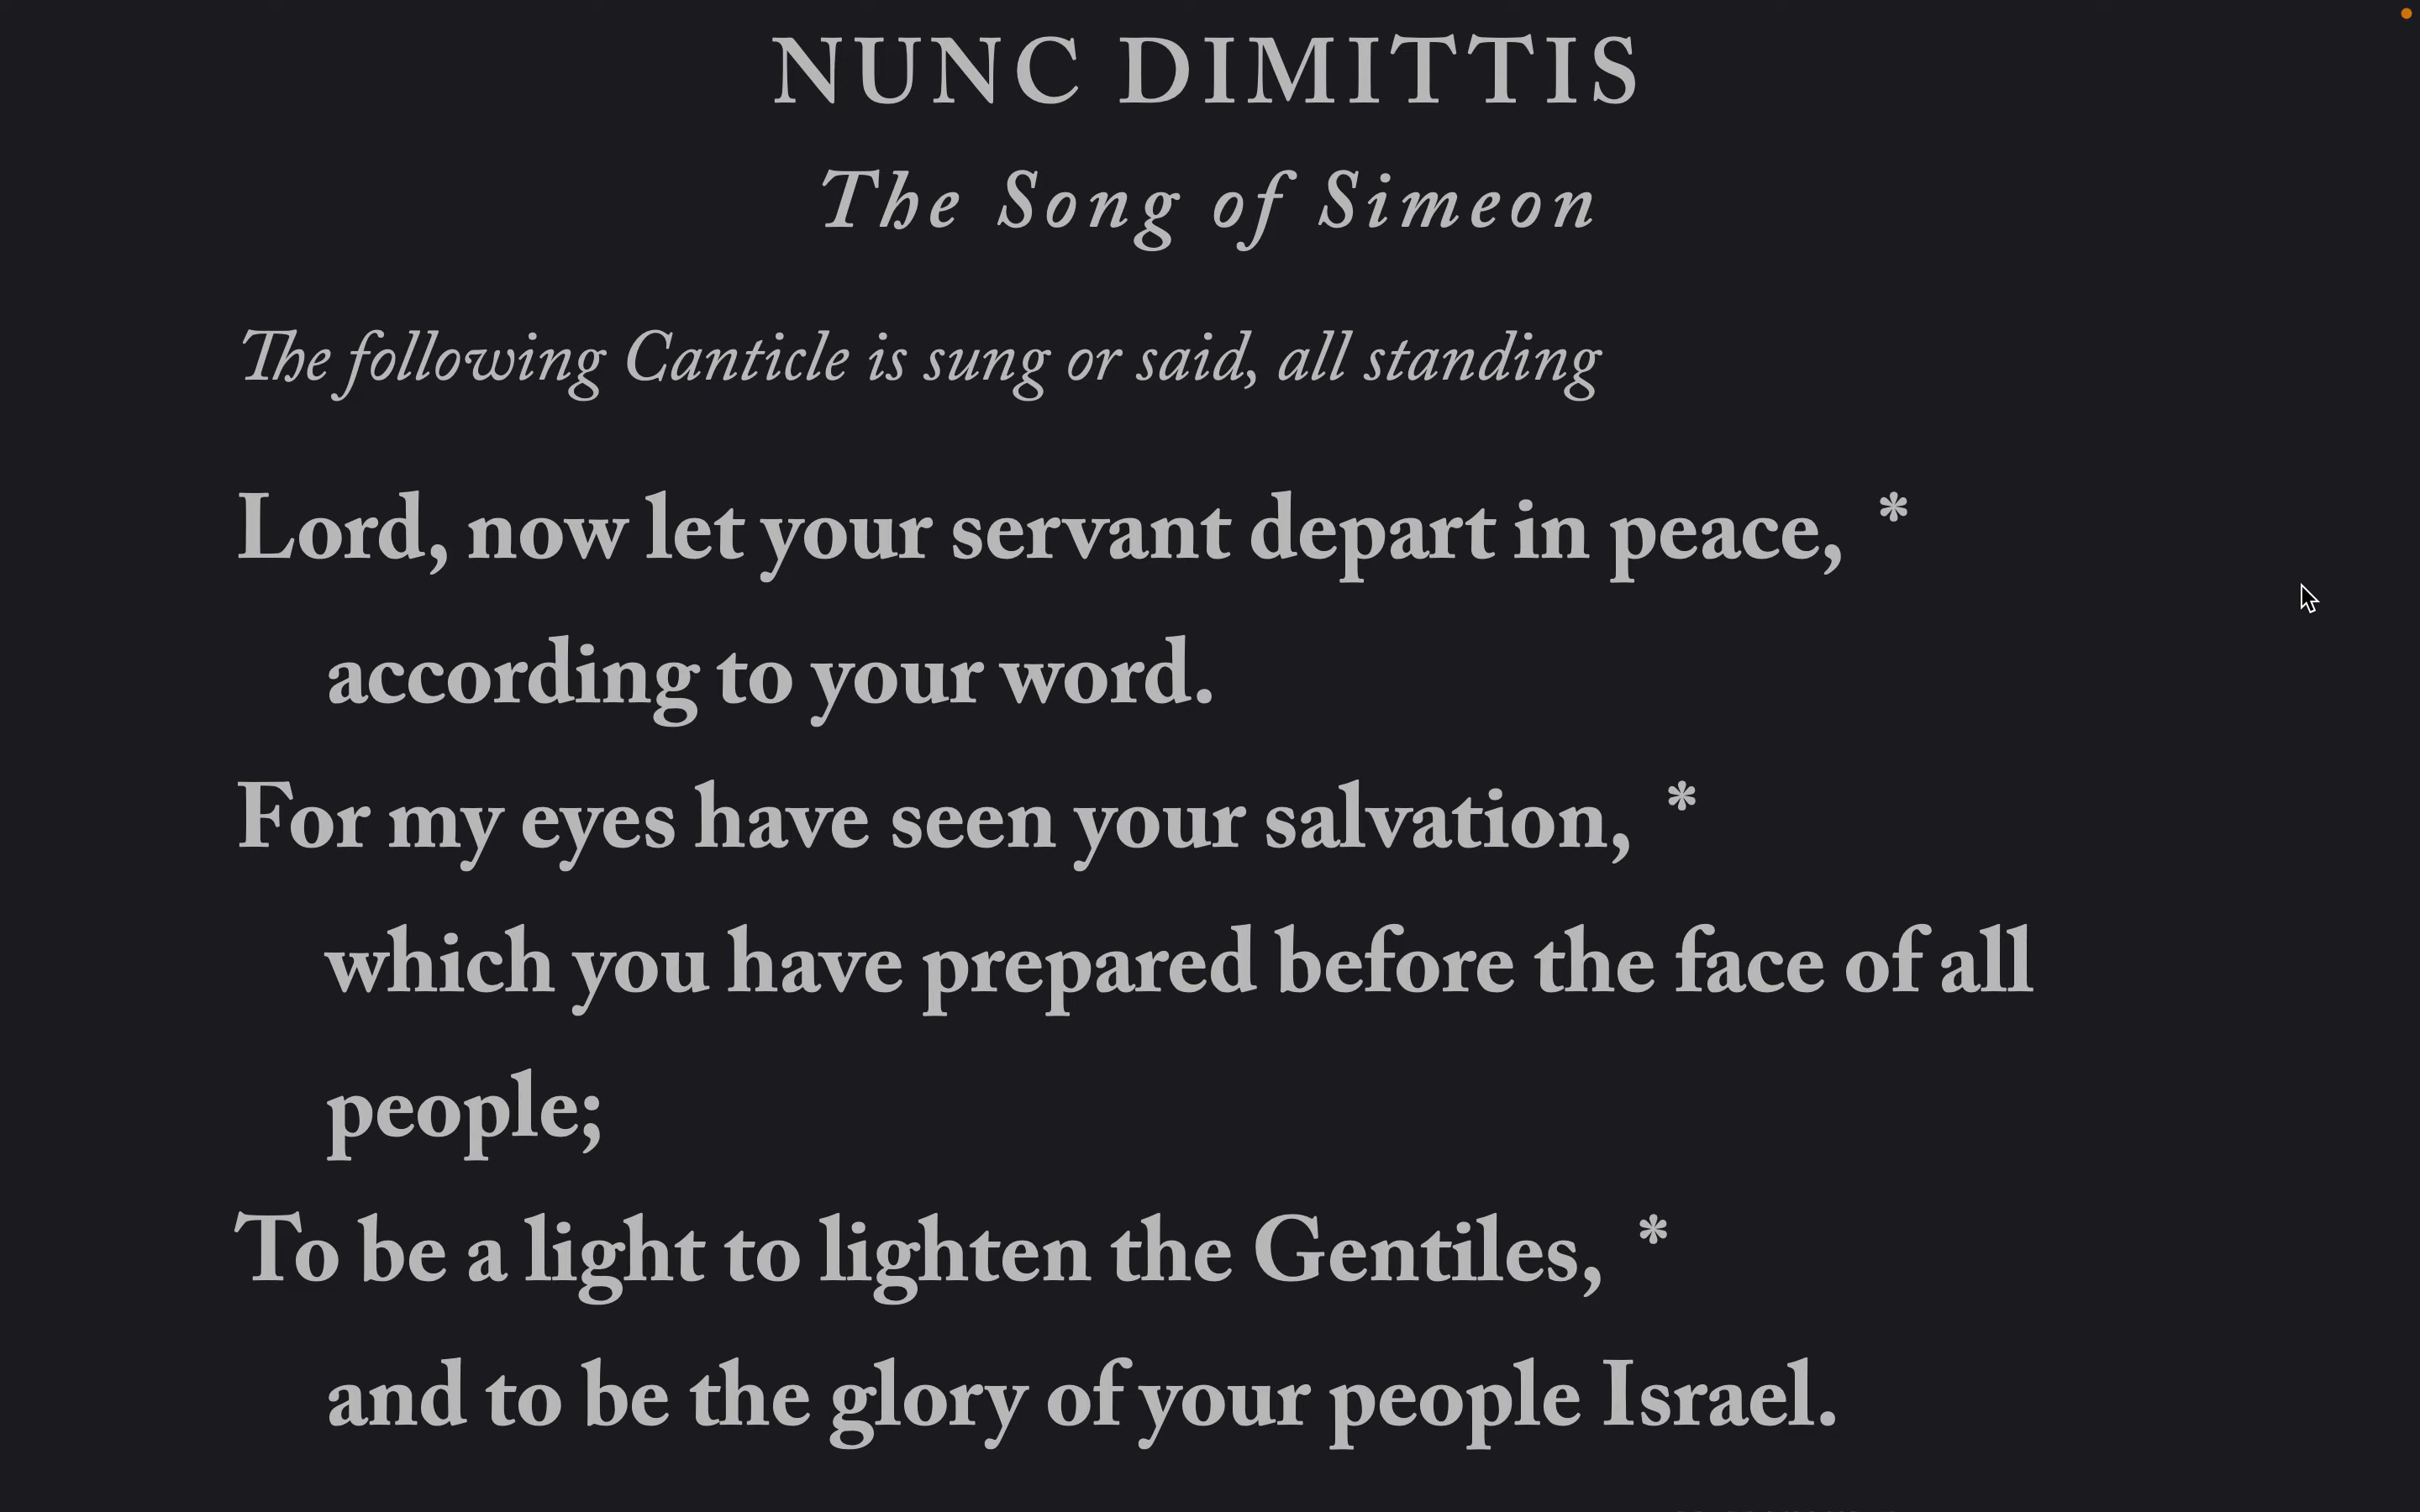 NUNC DIMITTIS
The Song of Simeon
The following Canticle is sung or said, all standing
Lord, now let your servant depart in peace, *
according to your word.
For my eyes have seen your salvation, *
which you have prepared before the face of all
people;
To be a light to lighten the Gentiles, *
and to be the glory of your people Israel.